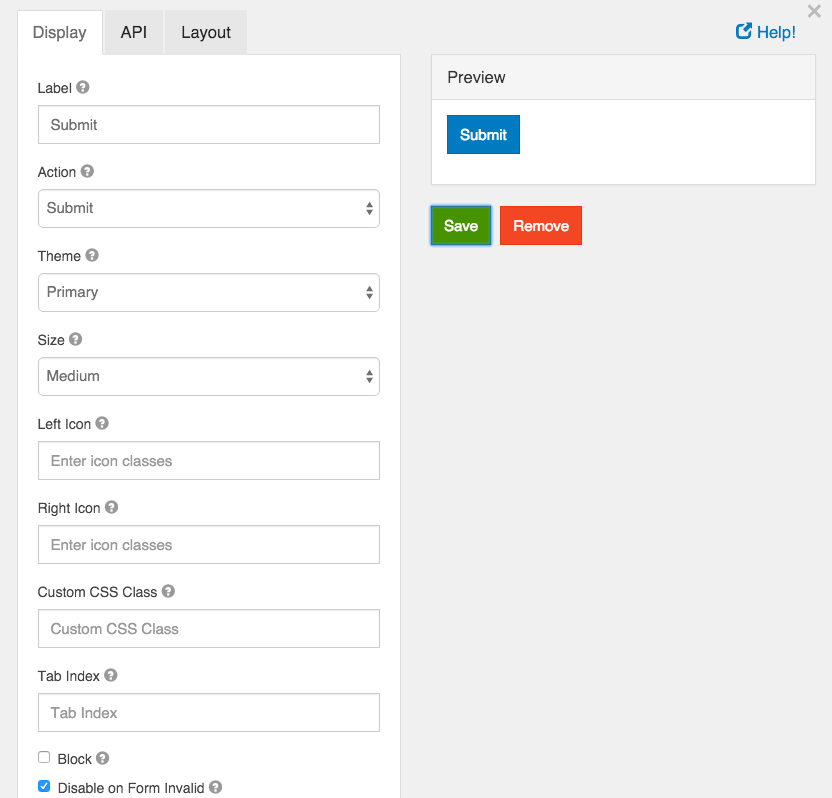 Display
API
Layout
Help!
Label
Submit
Action
Submit
Theme
Primary
Size
Medium
Left Icon
Enter icon classes
Right Icon
Enter icon classes
Custom CSS Class
Custom CSS Class
Tab Index
Tab Index
Block
Disable on Form Invalid
Preview
Submit
Save
Remove